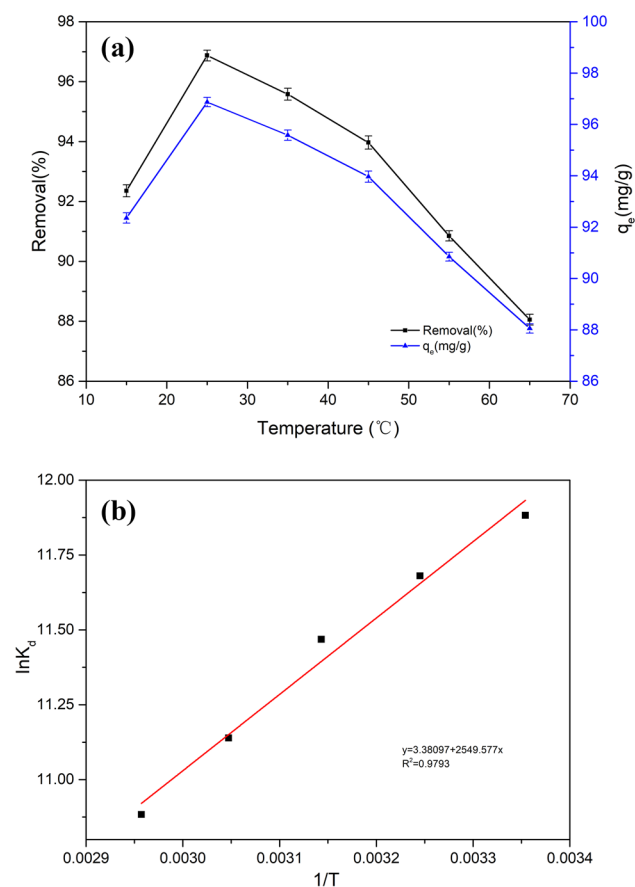 (a)
98
96
94
92
90
88
86
Removal(%)
100
98
96
94
92
90
88
86
qₑ(mg/g)
Removal(%)
qₑ(mg/g)
10 20 30 40 50 60 70
Temperature (℃)
(b)
12.00
11.75
11.50
11.25
11.00
lnK_d
y=3.38097+2549.577x
R²=0.9793
0.0029 0.0030 0.0031 0.0032 0.0033 0.0034
1/T